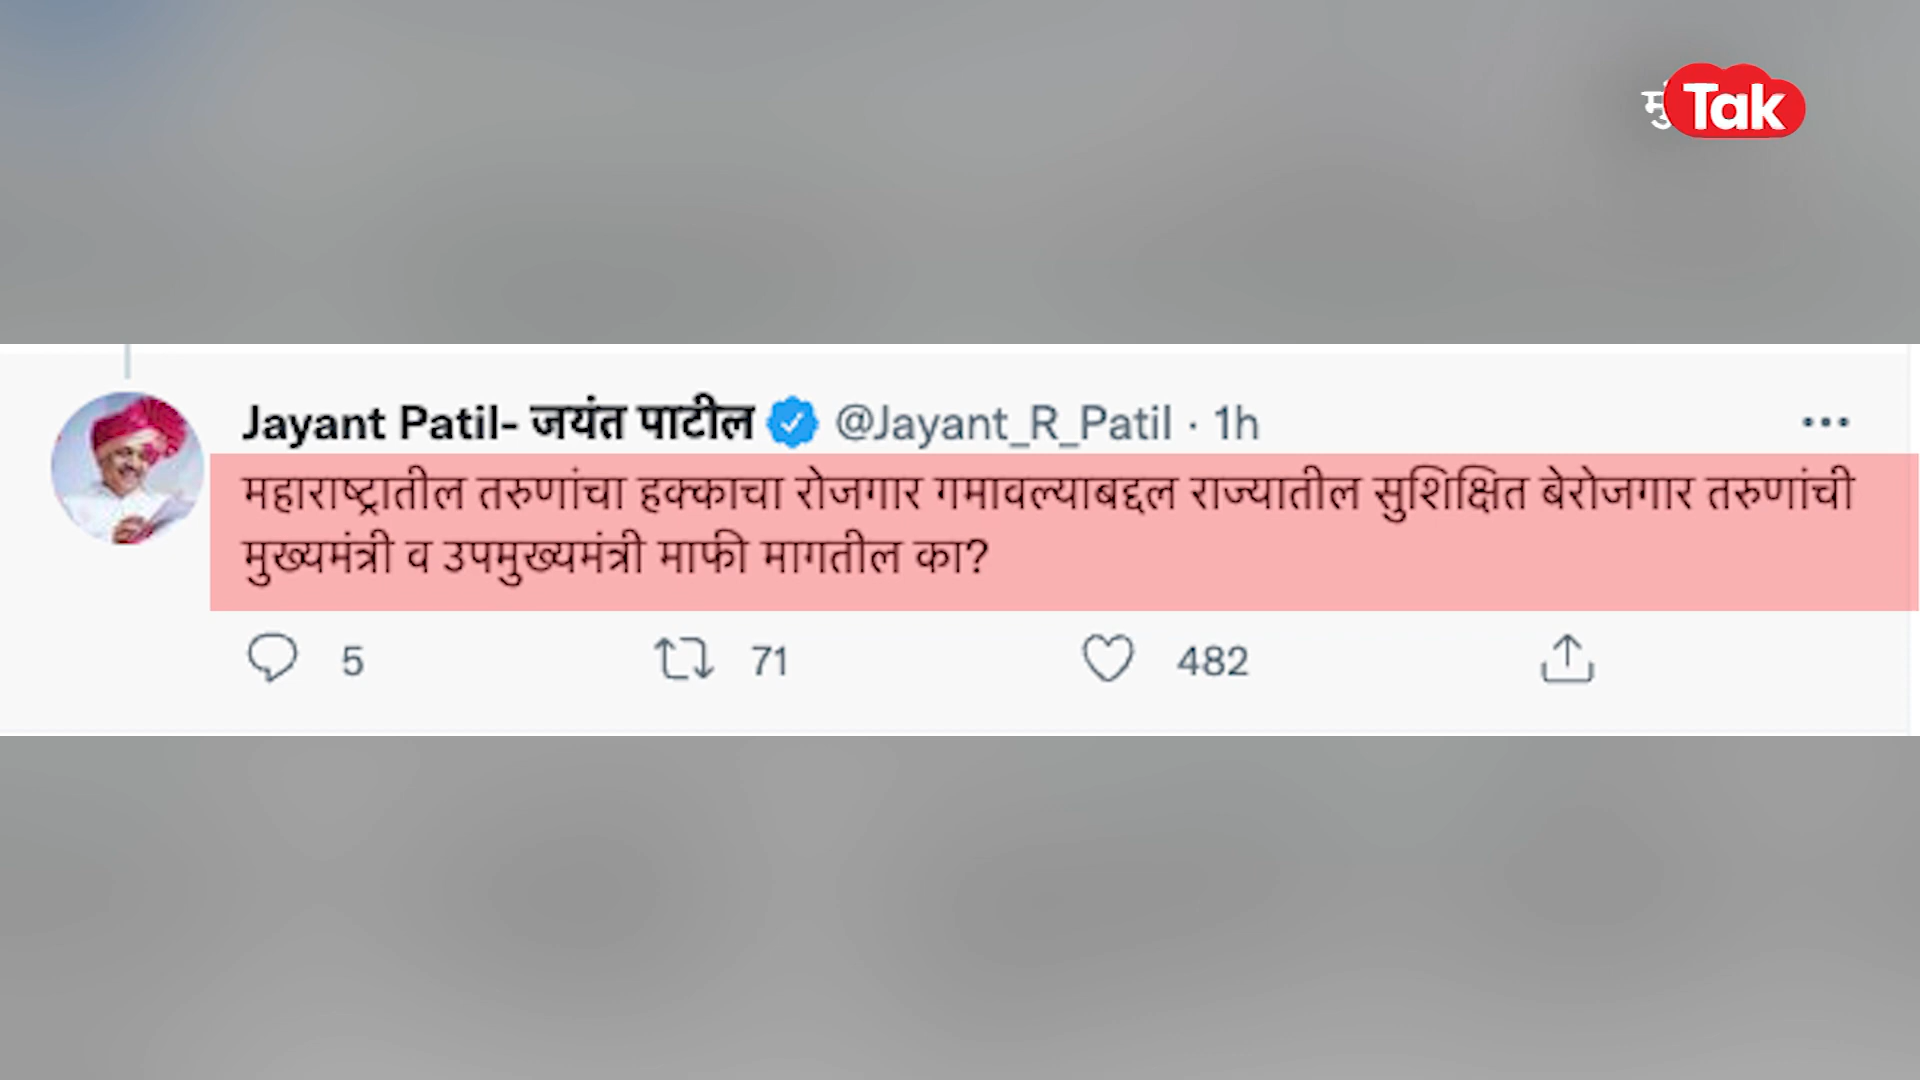 Tak
Jayant Patil- जयंत पाटील @Jayant_R_Patil · 1h
महाराष्ट्रातील तरुणांचा हक्काचा रोजगार गमावल्याबद्दल राज्यातील सुशिक्षित बेरोजगार तरुणांची
मुख्यमंत्री व उपमुख्यमंत्री माफी मागतील का?
5 71 482